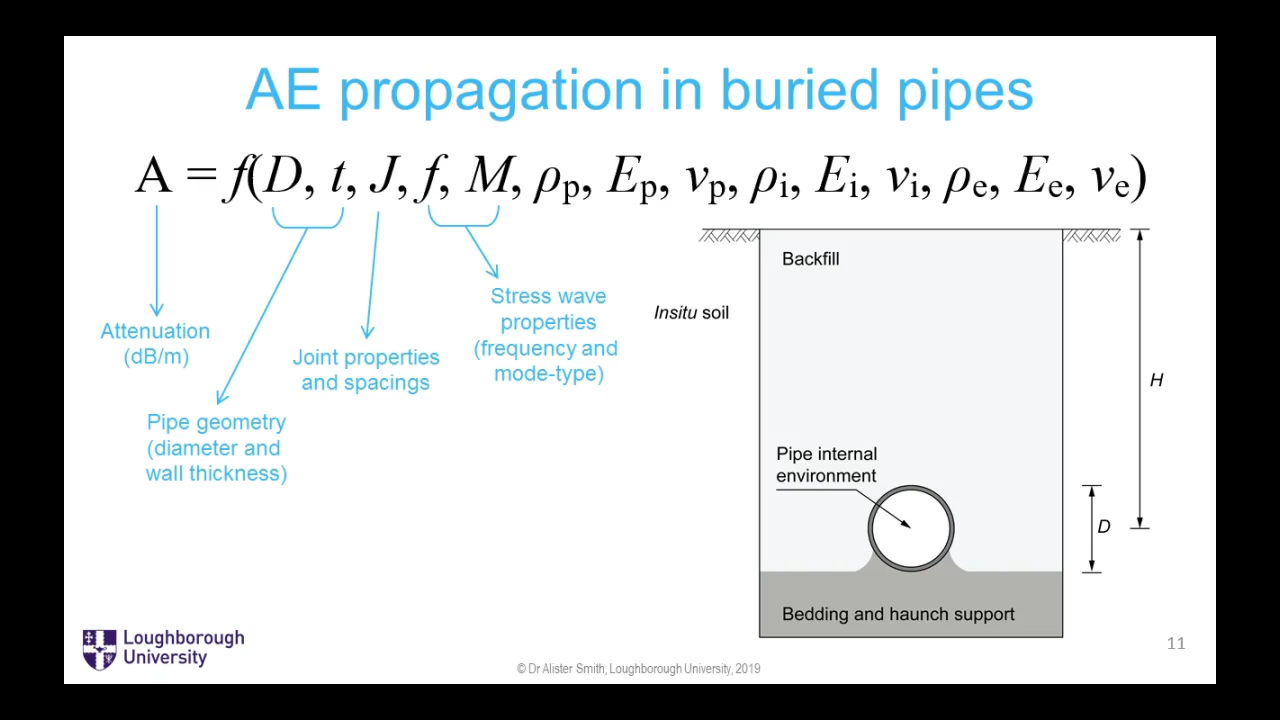 AE propagation in buried pipes
A = f(D, t, J, f, M, ρp, Ep, vp, ρi, Ei, vi, ρe, Ee, ve)
Attenuation
(dB/m)
Pipe geometry
(diameter and
wall thickness)
Joint properties
and spacings
Stress wave
properties
(frequency and
mode-type)
Backfill
Insitu soil
H
Pipe internal
environment
D
Bedding and haunch support
Loughborough
University
© Dr Alister Smith, Loughborough University, 2019
11